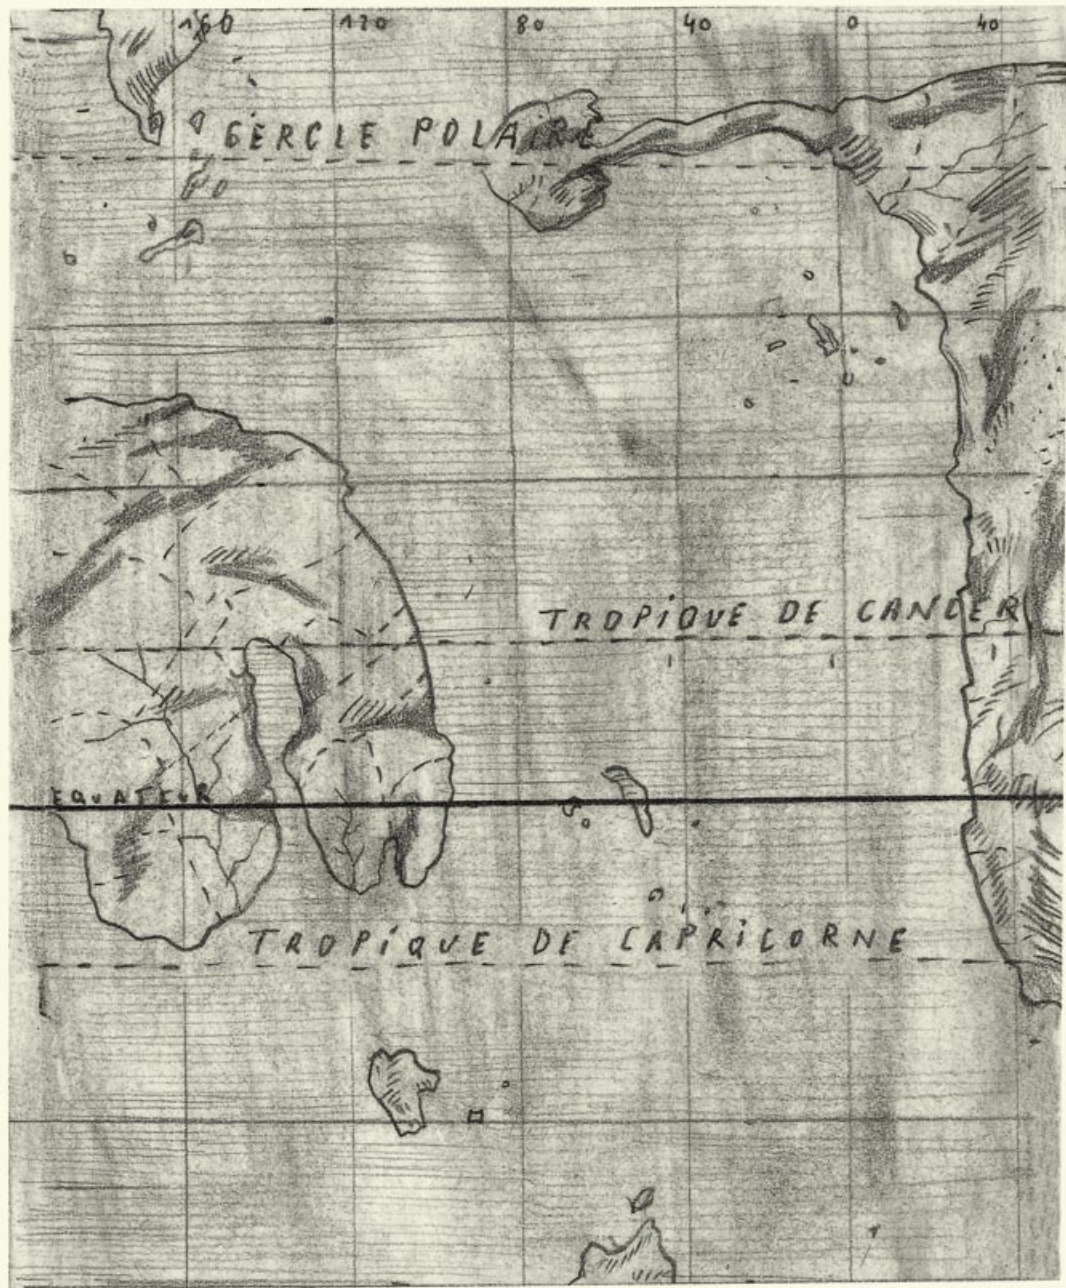 160 120 80 40 0 40
CERCLE POLAIRE
TROPIQUE DE CANCER
EQUATEUR
TROPIQUE DE CAPRICORNE